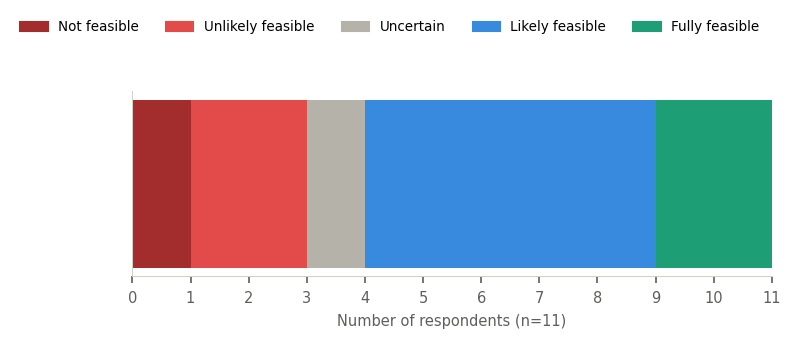 Not feasible Unlikely feasible Uncertain Likely feasible Fully feasible
0 1 2 3 4 5 6 7 8 9 10 11
Number of respondents (n=11)